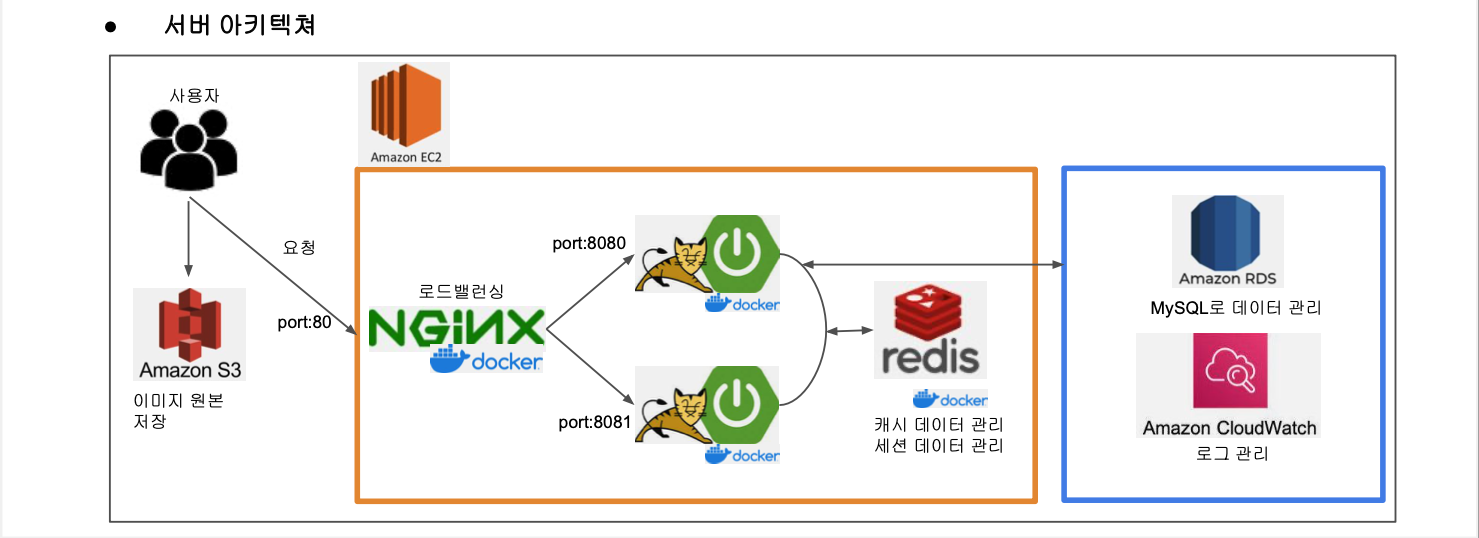 ● 서버 아키텍쳐
사용자
Amazon EC2
요청
port:80
Amazon S3
이미지 원본
저장
로드밸런싱
NGiNX
docker
port:8080
docker
port:8081
docker
redis
docker
캐시 데이터 관리
세션 데이터 관리
Amazon RDS
MySQL로 데이터 관리
Amazon CloudWatch
로그 관리